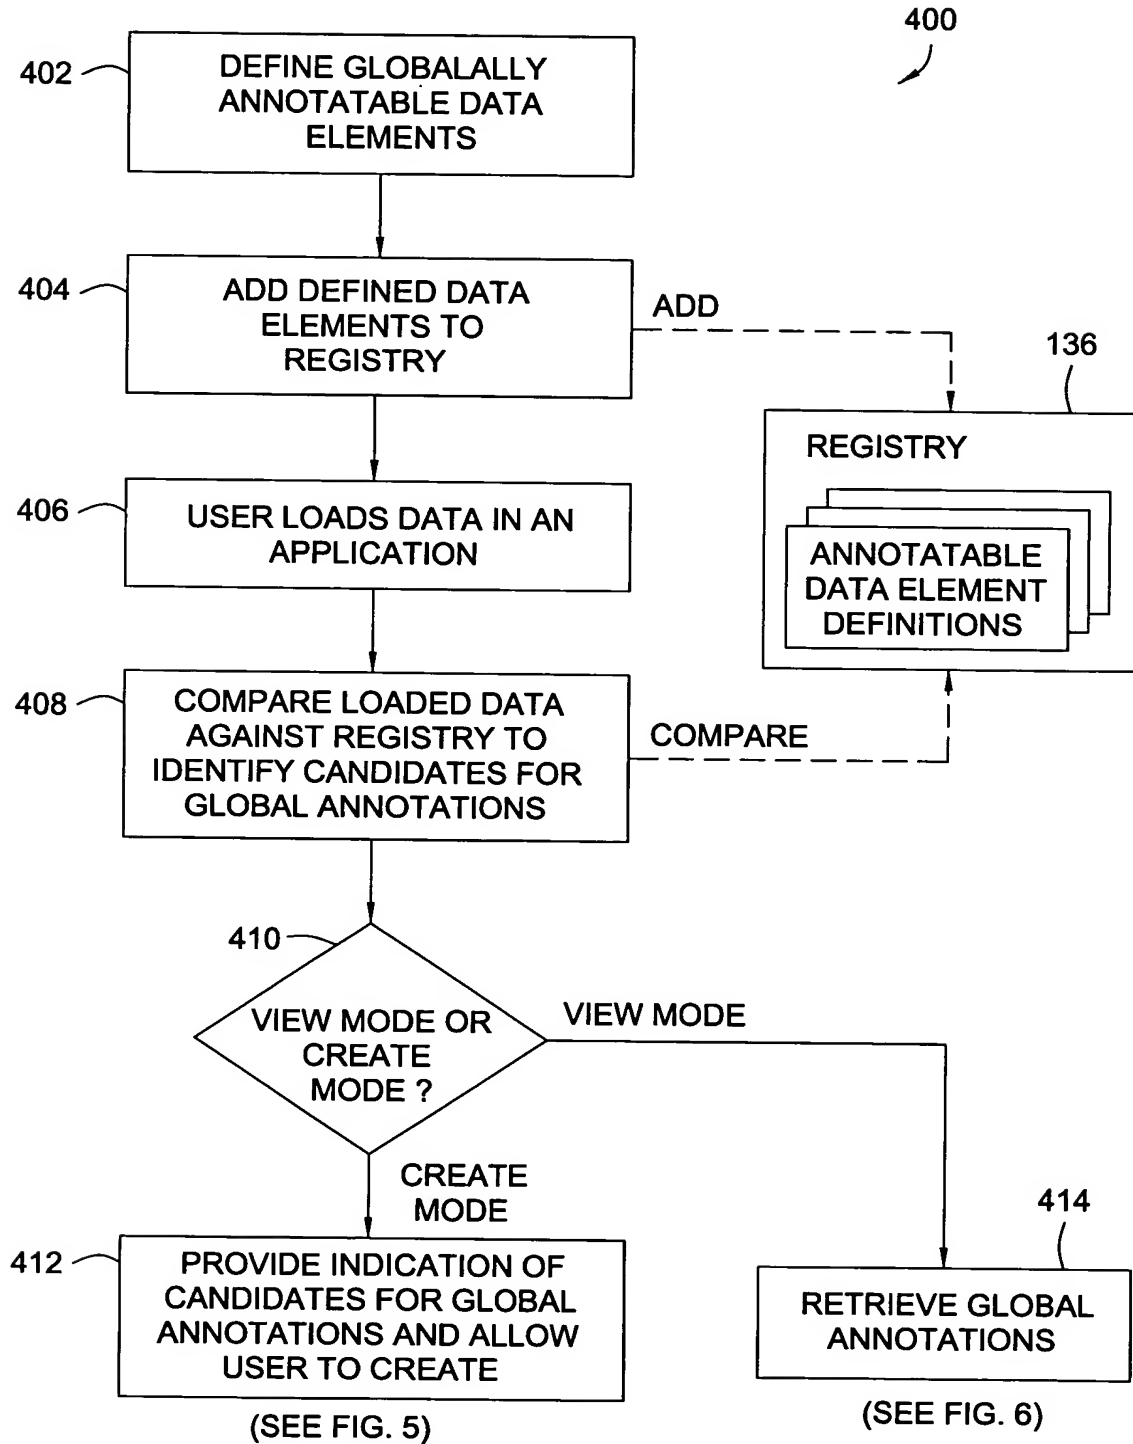 400
402
DEFINE GLOBALALLY
ANNOTATABLE DATA
ELEMENTS
404
ADD DEFINED DATA
ELEMENTS TO
REGISTRY
ADD
136
REGISTRY
ANNOTATABLE
DATA ELEMENT
DEFINITIONS
406
USER LOADS DATA IN AN
APPLICATION
408
COMPARE LOADED DATA
AGAINST REGISTRY TO
IDENTIFY CANDIDATES FOR
GLOBAL ANNOTATIONS
COMPARE
410
VIEW MODE OR
CREATE
MODE ?
VIEW MODE
CREATE
MODE
412
PROVIDE INDICATION OF
CANDIDATES FOR GLOBAL
ANNOTATIONS AND ALLOW
USER TO CREATE
(SEE FIG. 5)
414
RETRIEVE GLOBAL
ANNOTATIONS
(SEE FIG. 6)